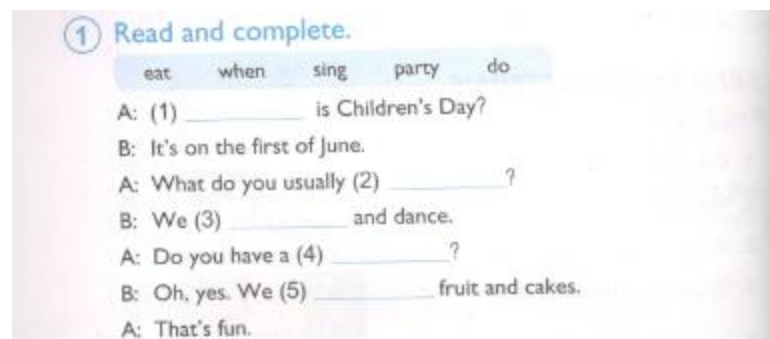 1 Read and complete.
eat when sing party do
A: (1) __________ is Children's Day?
B: It's on the first of June.
A: What do you usually (2) __________?
B: We (3) __________ and dance.
A: Do you have a (4) __________?
B: Oh, yes. We (5) __________ fruit and cakes.
A: That's fun.